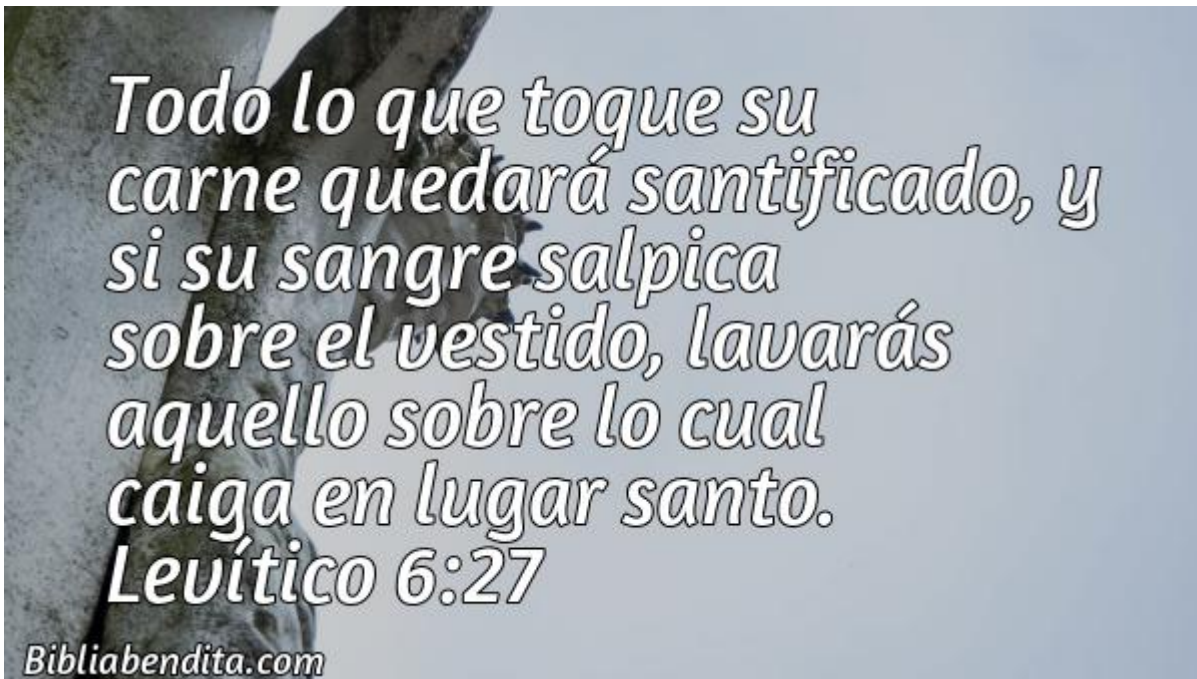 Todo lo que toque su
carne quedará santificado, y
si su sangre salpica
sobre el vestido, lavarás
aquello sobre lo cual
caiga en lugar santo.
Levítico 6:27
Bibliabendita.com